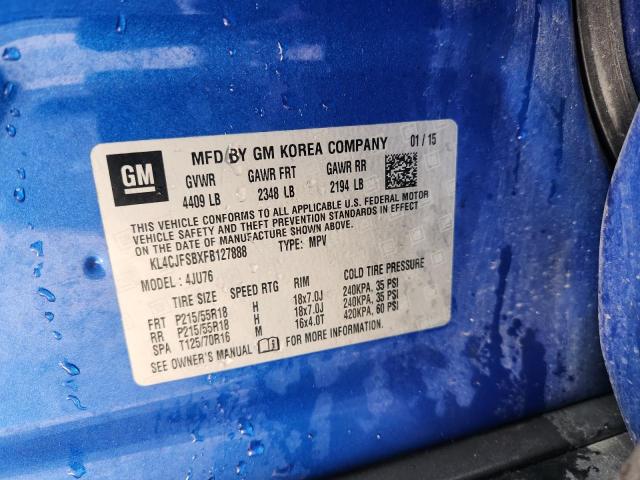 GM
MFD BY GM KOREA COMPANY 01 / 15
GVWR GAWR FRT GAWR RR
4409 LB 2348 LB 2194 LB
THIS VEHICLE CONFORMS TO ALL APPLICABLE U.S. FEDERAL MOTOR
VEHICLE SAFETY AND THEFT PREVENTION STANDARDS IN EFFECT
ON THE DATE OF MANUFACTURE SHOWN ABOVE.
KL4CJFSBXFB127888 TYPE: MPV
MODEL: 4JU76
TIRE SIZE SPEED RTG RIM COLD TIRE PRESSURE
FRT P215/55R18 H 18x7.0J 240KPA, 35 PSI
RR P215/55R18 H 18x7.0J 240KPA, 35 PSI
SPA T125/70R16 M 16x4.0T 420KPA, 60 PSI
SEE OWNER'S MANUAL FOR MORE INFORMATION.